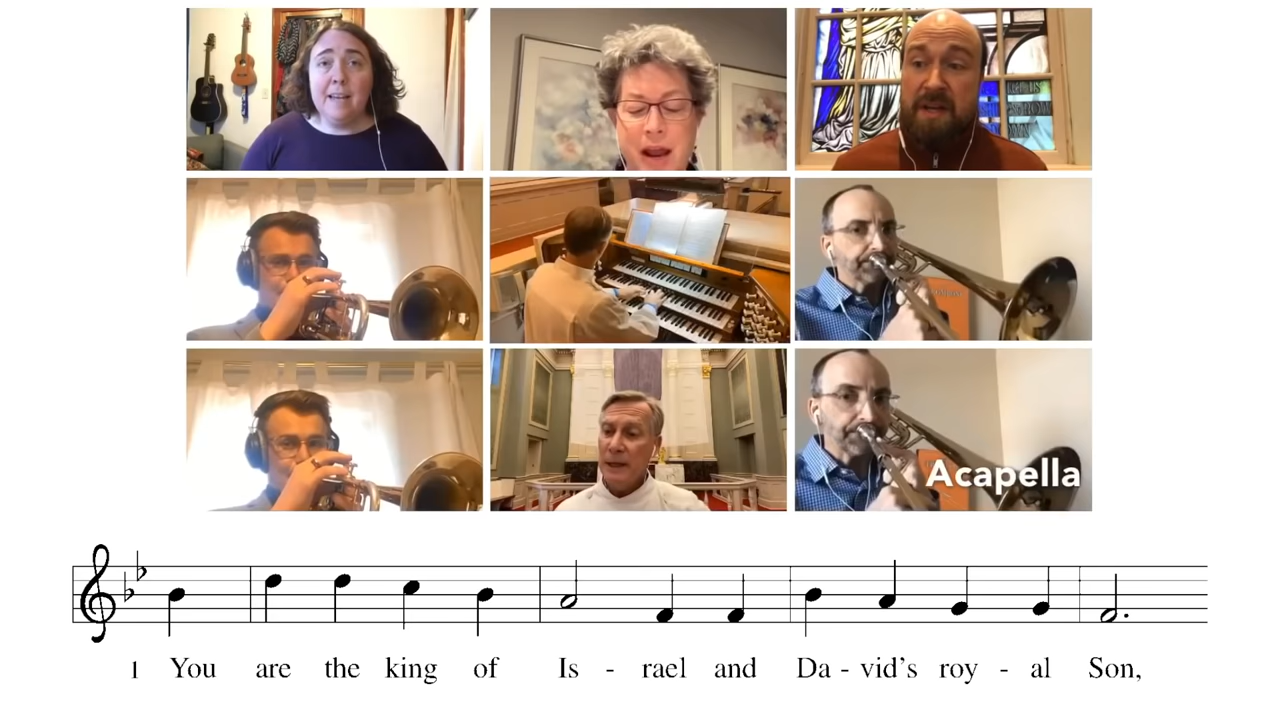 Acapella
1 You are the king of Is - rael and Da - vid's roy - al Son,